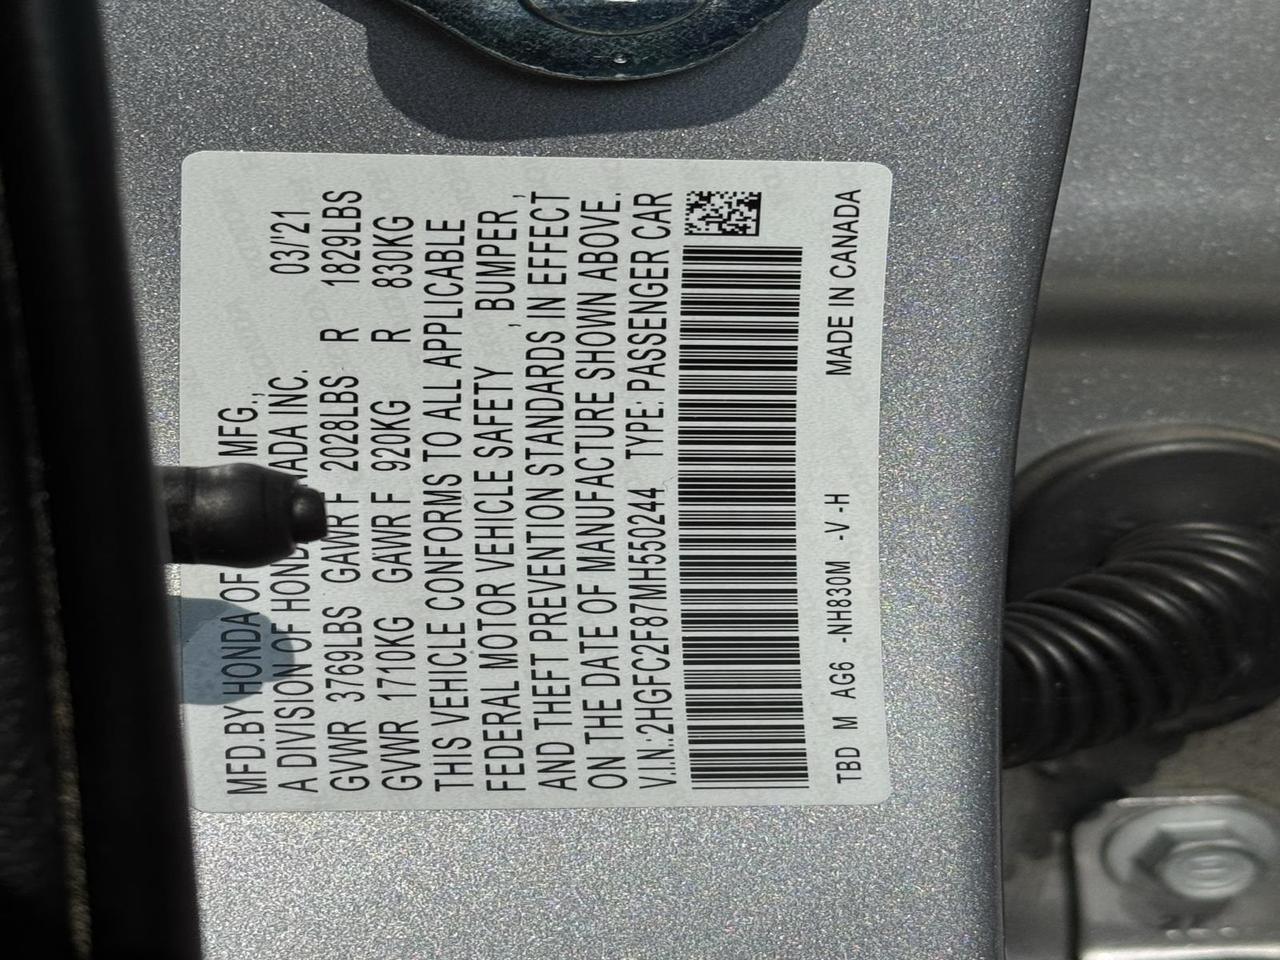 MFD.BY HONDA OF MFG.,
A DIVISION OF HONDA INC. 03/'21
GVWR 3769LBS GAWR F 2028LBS R 1829LBS
GVWR 1710KG GAWR F 920KG R 830KG
THIS VEHICLE CONFORMS TO ALL APPLICABLE
FEDERAL MOTOR VEHICLE SAFETY , BUMPER ,
AND THEFT PREVENTION STANDARDS IN EFFECT
ON THE DATE OF MANUFACTURE SHOWN ABOVE.
V.I.N.:2HGFC2F87MH550244 TYPE: PASSENGER CAR
TBD M AG6 -NH830M -V -H MADE IN CANADA